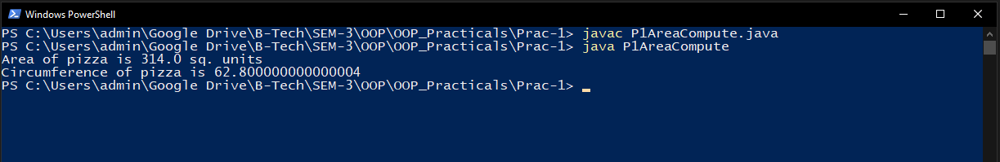 Windows PowerShell
PS C:\Users\admin\Google Drive\B-Tech\SEM-3\OOP\OOP_Practicals\Prac-1> javac P1AreaCompute.java
PS C:\Users\admin\Google Drive\B-Tech\SEM-3\OOP\OOP_Practicals\Prac-1> java P1AreaCompute
Area of pizza is 314.0 sq. units
Circumference of pizza is 62.800000000000004
PS C:\Users\admin\Google Drive\B-Tech\SEM-3\OOP\OOP_Practicals\Prac-1>